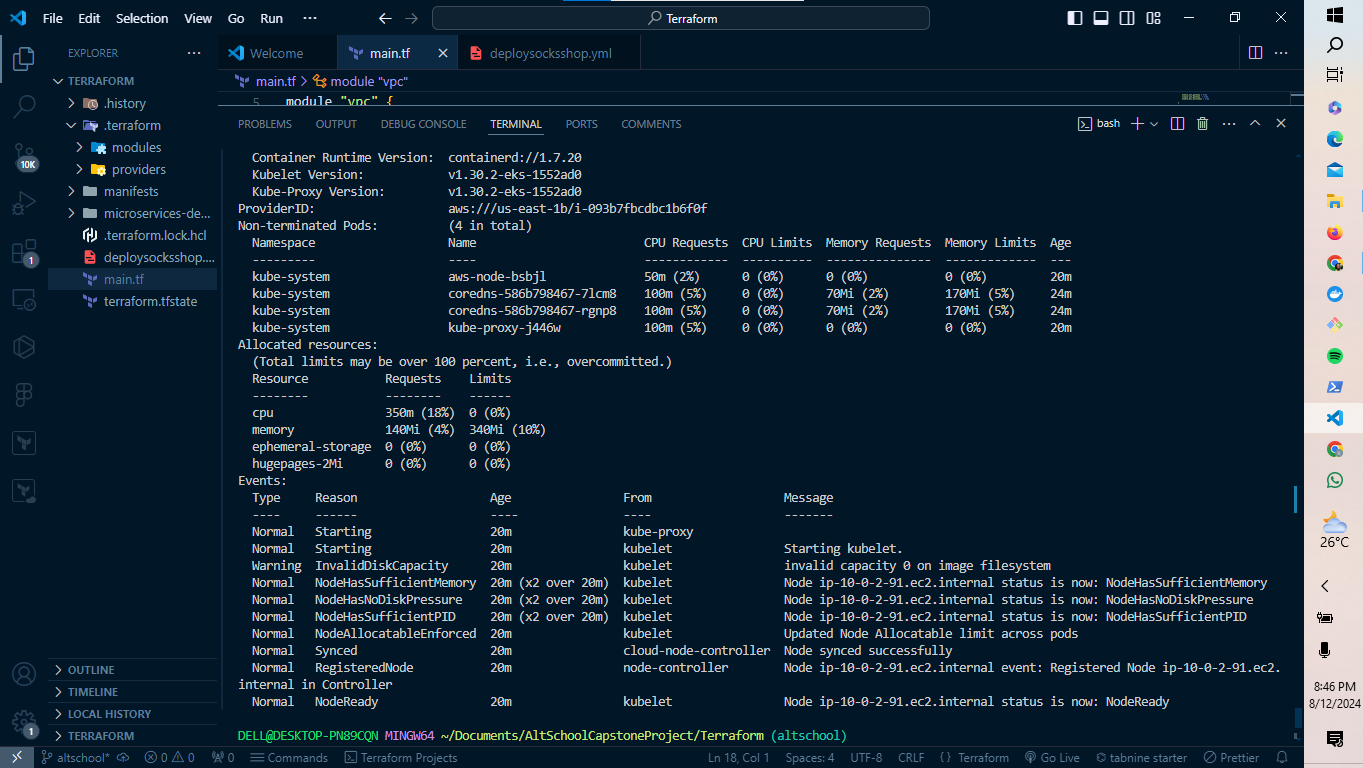 File Edit Selection View Go Run ··· Terraform
EXPLORER ···
Welcome main.tf deploysocksshop.yml
TERRAFORM
main.tf > module "vpc"
.history
5 module "vpc" {
.terraform
PROBLEMS OUTPUT DEBUG CONSOLE TERMINAL PORTS COMMENTS bash
modules
providers
manifests
microservices-de...
.terraform.lock.hcl
deploysocksshop....
main.tf
terraform.tfstate
10K
1
1
OUTLINE
TIMELINE
LOCAL HISTORY
TERRAFORM
Container Runtime Version: containerd://1.7.20
Kubelet Version: v1.30.2-eks-1552ad0
Kube-Proxy Version: v1.30.2-eks-1552ad0
ProviderID: aws:///us-east-1b/i-093b7fbcdbc1b6f0f
Non-terminated Pods: (4 in total)
Namespace Name CPU Requests CPU Limits Memory Requests Memory Limits Age
--------- ---- ------------ ---------- --------------- ------------- ---
kube-system aws-node-bsbjl 50m (2%) 0 (0%) 0 (0%) 0 (0%) 20m
kube-system coredns-586b798467-7lcm8 100m (5%) 0 (0%) 70Mi (2%) 170Mi (5%) 24m
kube-system coredns-586b798467-rgnp8 100m (5%) 0 (0%) 70Mi (2%) 170Mi (5%) 24m
kube-system kube-proxy-j446w 100m (5%) 0 (0%) 0 (0%) 0 (0%) 20m
Allocated resources:
(Total limits may be over 100 percent, i.e., overcommitted.)
Resource Requests Limits
-------- -------- ------
cpu 350m (18%) 0 (0%)
memory 140Mi (4%) 340Mi (10%)
ephemeral-storage 0 (0%) 0 (0%)
hugepages-2Mi 0 (0%) 0 (0%)
Events:
Type Reason Age From Message
---- ------ ---- ---- -------
Normal Starting 20m kube-proxy
Normal Starting 20m kubelet Starting kubelet.
Warning InvalidDiskCapacity 20m kubelet invalid capacity 0 on image filesystem
Normal NodeHasSufficientMemory 20m (x2 over 20m) kubelet Node ip-10-0-2-91.ec2.internal status is now: NodeHasSufficientMemory
Normal NodeHasNoDiskPressure 20m (x2 over 20m) kubelet Node ip-10-0-2-91.ec2.internal status is now: NodeHasNoDiskPressure
Normal NodeHasSufficientPID 20m (x2 over 20m) kubelet Node ip-10-0-2-91.ec2.internal status is now: NodeHasSufficientPID
Normal NodeAllocatableEnforced 20m kubelet Updated Node Allocatable limit across pods
Normal Synced 20m cloud-node-controller Node synced successfully
Normal RegisteredNode 20m node-controller Node ip-10-0-2-91.ec2.internal event: Registered Node ip-10-0-2-91.ec2.
internal in Controller
Normal NodeReady 20m kubelet Node ip-10-0-2-91.ec2.internal status is now: NodeReady
DELL@DESKTOP-PN89CQN MINGW64 ~/Documents/AltSchoolCapstoneProject/Terraform (altschool)
altschool* 0 0 0 Commands Terraform Projects Ln 18, Col 1 Spaces: 4 UTF-8 CRLF {} Terraform Go Live tabnine starter Prettier
26°C
8:46 PM
8/12/2024